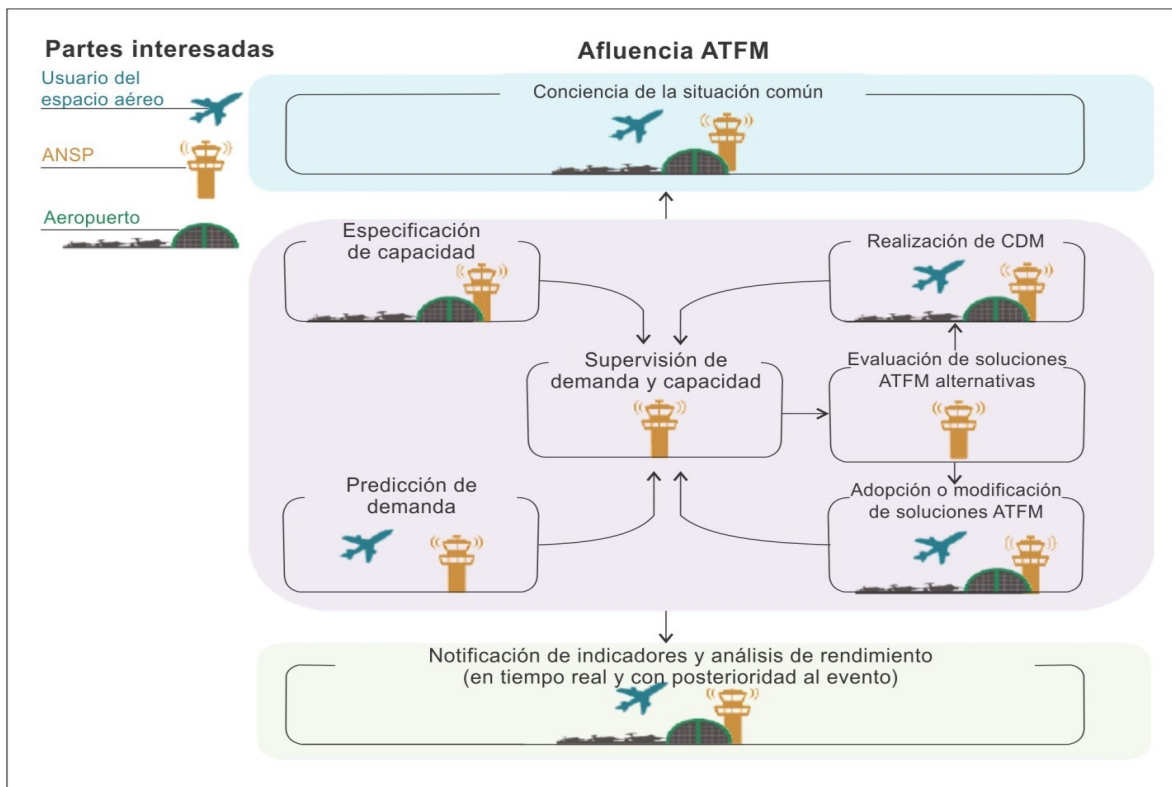 Partes interesadas
Usuario del
espacio aéreo
ANSP
Aeropuerto
Afluencia ATFM
Conciencia de la situación común
Especificación
de capacidad
Realización de CDM
Supervisión de
demanda y capacidad
Evaluación de soluciones
ATFM alternativas
Predicción de
demanda
Adopción o modificación
de soluciones ATFM
Notificación de indicadores y análisis de rendimiento
(en tiempo real y con posterioridad al evento)